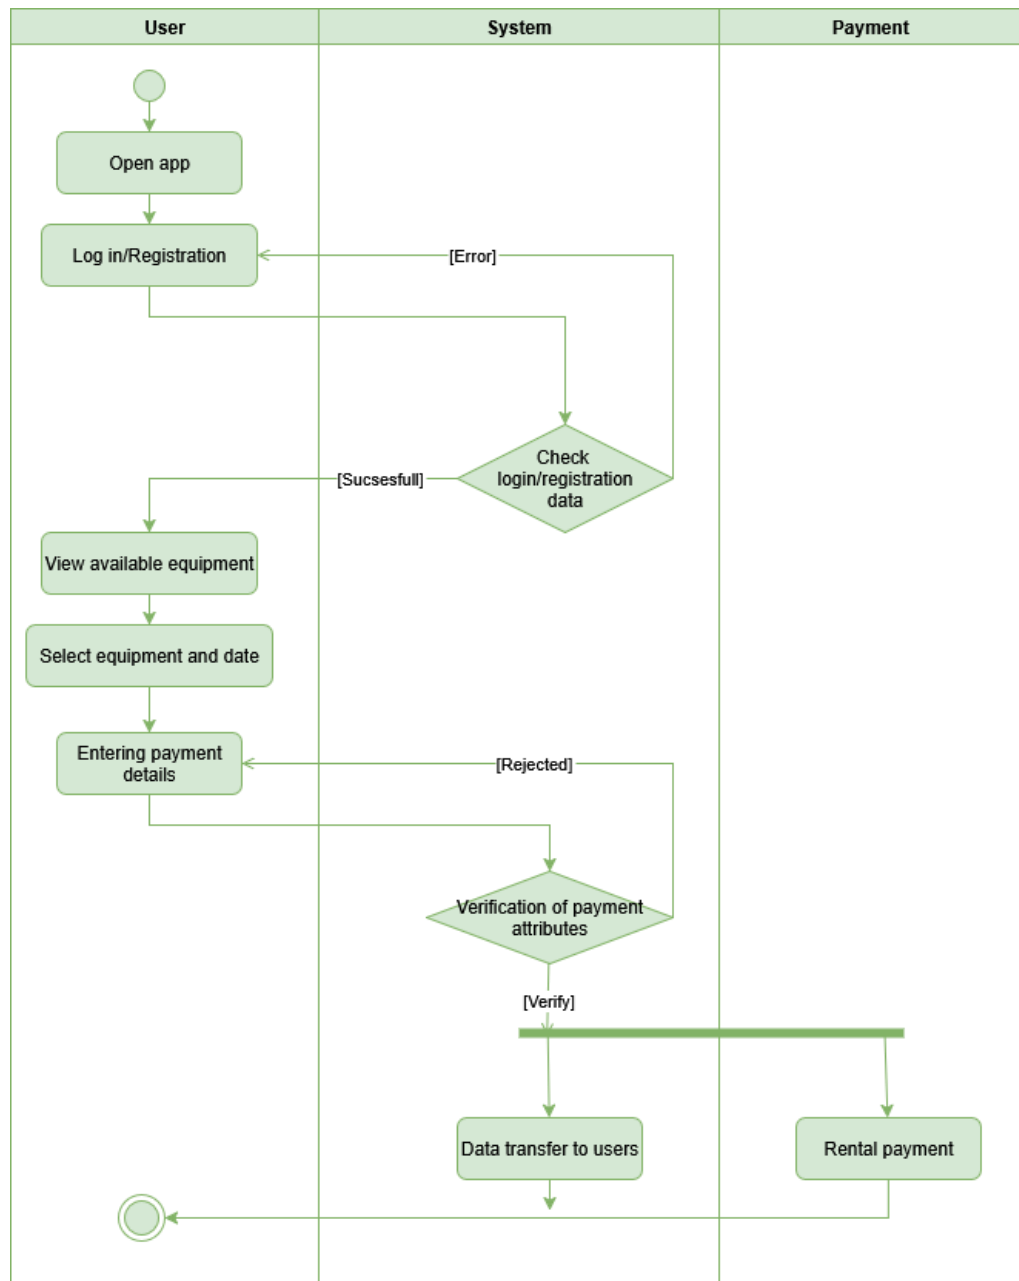 User
System
Payment
Open app
Log in/Registration
[Error]
Check
login/registration
data
[Sucsesfull]
View available equipment
Select equipment and date
Entering payment
details
[Rejected]
Verification of payment
attributes
[Verify]
Data transfer to users
Rental payment